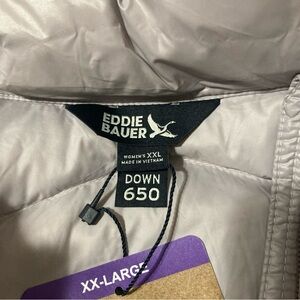 EDDIE
BAUER
WOMEN'S XXL
MADE IN VIETNAM
DOWN
650
XX-LARGE